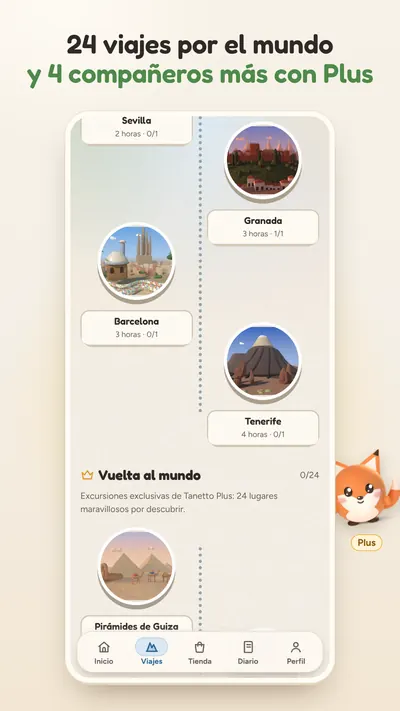 24 viajes por el mundo
y 4 compañeros más con Plus
Sevilla
2 horas · 0/1
Granada
3 horas · 1/1
Barcelona
3 horas · 0/1
Tenerife
4 horas · 0/1
Vuelta al mundo
0/24
Excursiones exclusivas de Tanetto Plus: 24 lugares
maravillosos por descubrir.
Plus
Pirámides de Guiza
Inicio
Viajes
Tienda
Diario
Perfil